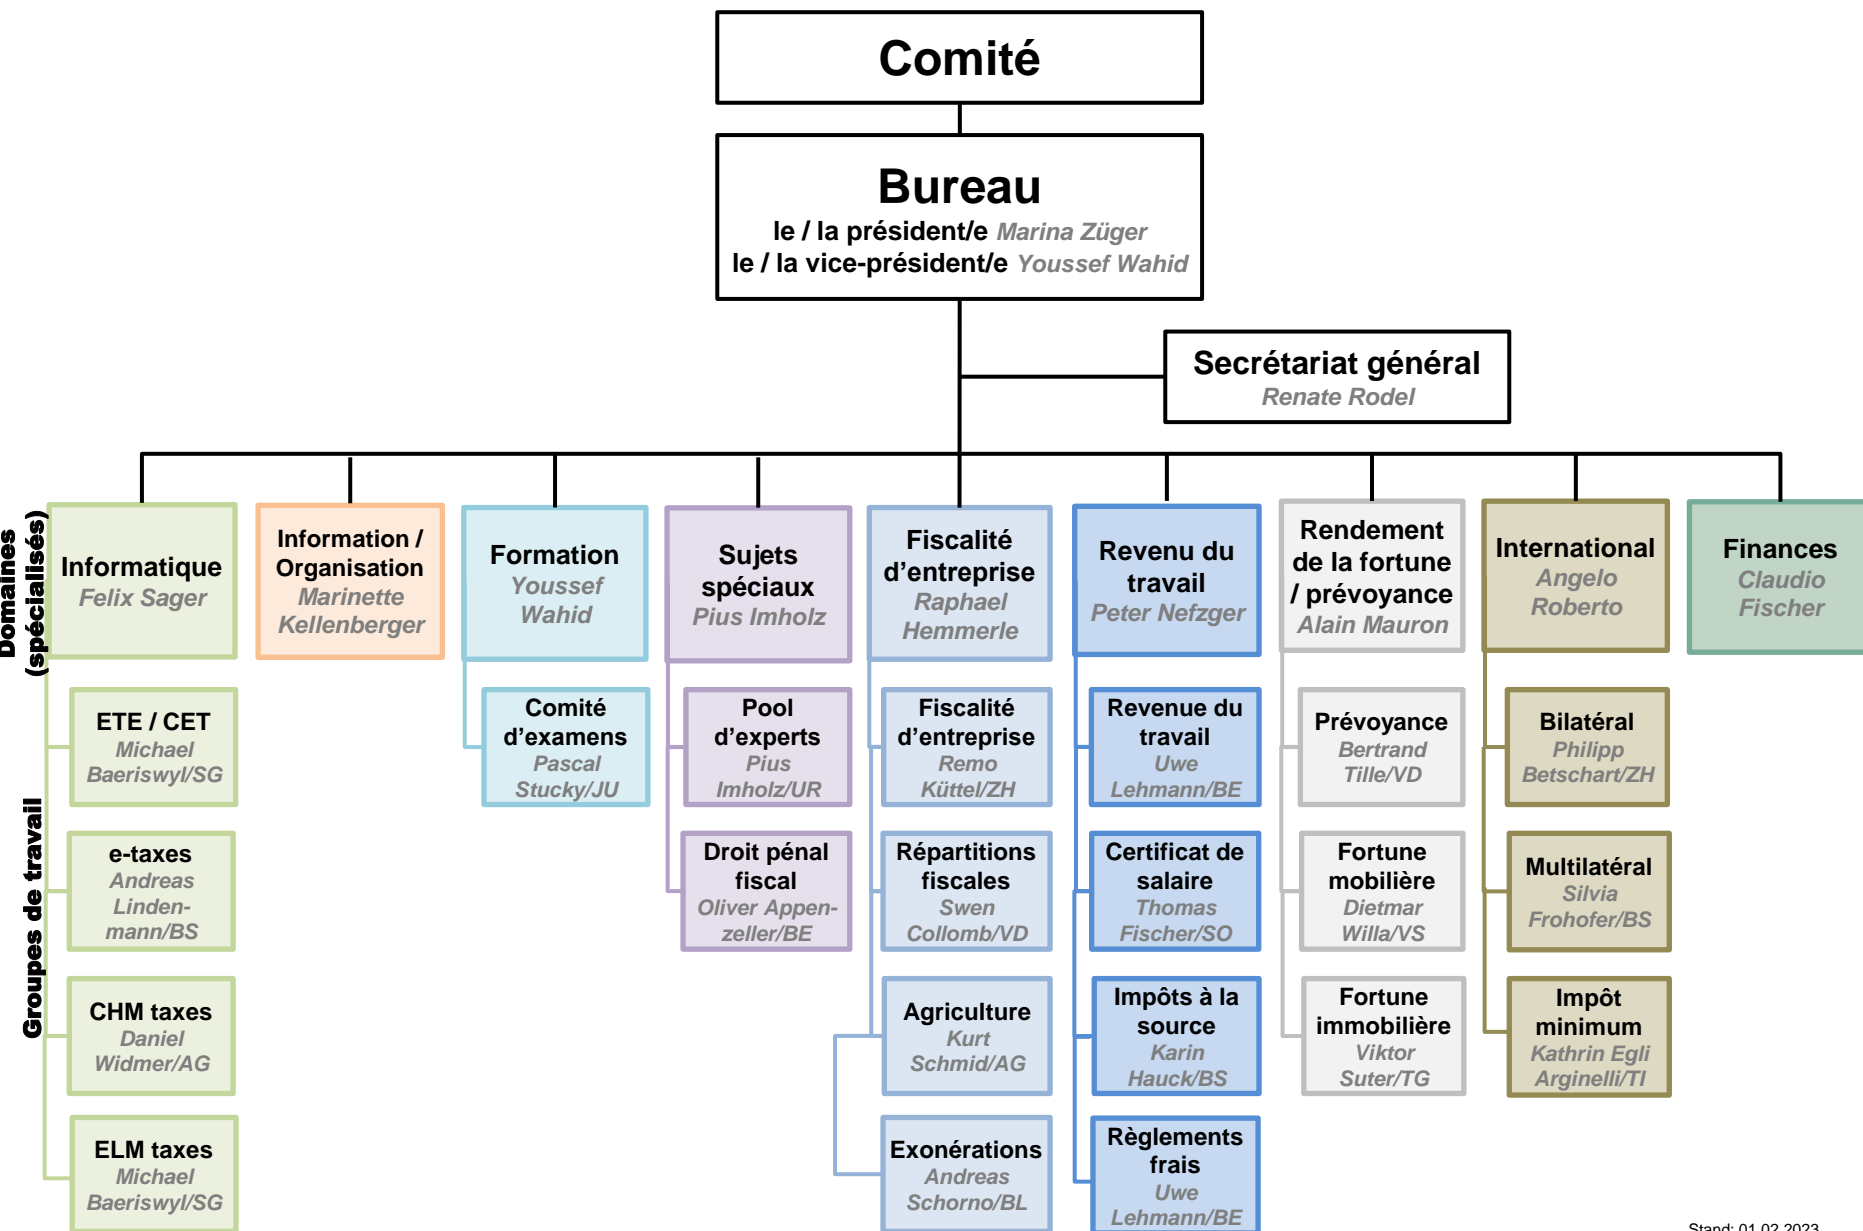 Comité
Bureau
le / la président/e Marina Züger
le / la vice-président/e Youssef Wahid
Secrétariat général
Renate Rodel
Domaines
(spécialisés)
Informatique
Felix Sager
Information /
Organisation
Marinette
Kellenberger
Formation
Youssef
Wahid
Sujets
spéciaux
Pius Imholz
Fiscalité
d’entreprise
Raphael
Hemmerle
Revenu du
travail
Peter Nefzger
Rendement
de la fortune
/ prévoyance
Alain Mauron
International
Angelo
Roberto
Finances
Claudio
Fischer
Groupes de travail
ETE / CET
Michael
Baeriswyl/SG
e-taxes
Andreas
Linden-
mann/BS
CHM taxes
Daniel
Widmer/AG
ELM taxes
Michael
Baeriswyl/SG
Comité
d’examens
Pascal
Stucky/JU
Pool
d’experts
Pius
Imholz/UR
Droit pénal
fiscal
Oliver Appen-
zeller/BE
Fiscalité
d’entreprise
Remo
Küttel/ZH
Répartitions
fiscales
Swen
Collomb/VD
Agriculture
Kurt
Schmid/AG
Exonérations
Andreas
Schorno/BL
Revenue du
travail
Uwe
Lehmann/BE
Certificat de
salaire
Thomas
Fischer/SO
Impôts à la
source
Karin
Hauck/BS
Règlements
frais
Uwe
Lehmann/BE
Prévoyance
Bertrand
Tille/VD
Fortune
mobilière
Dietmar
Willa/VS
Fortune
immobilière
Viktor
Suter/TG
Bilatéral
Philipp
Betschart/ZH
Multilatéral
Silvia
Frohofer/BS
Impôt
minimum
Kathrin Egli
Arginelli/TI
Stand: 01.02.2023